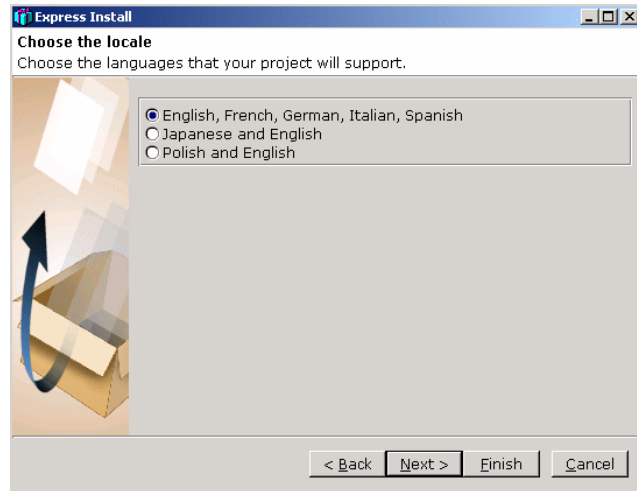 Express Install
Choose the locale
Choose the languages that your project will support.
English, French, German, Italian, Spanish
Japanese and English
Polish and English
< Back Next > Finish Cancel